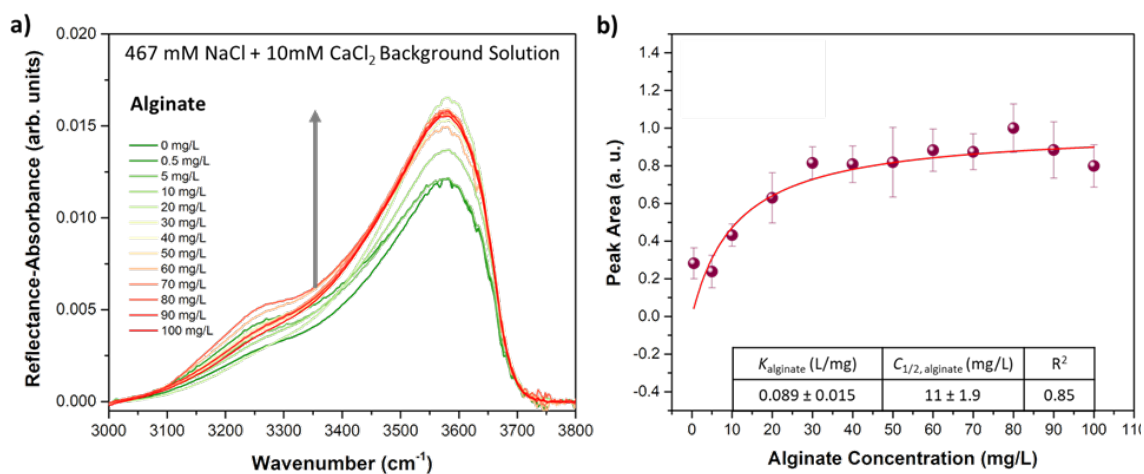 a)
467 mM NaCl + 10mM CaCl₂ Background Solution
Alginate
0 mg/L
0.5 mg/L
5 mg/L
10 mg/L
20 mg/L
30 mg/L
40 mg/L
50 mg/L
60 mg/L
70 mg/L
80 mg/L
90 mg/L
100 mg/L
Reflectance-Absorbance (arb. units)
0.020
0.015
0.010
0.005
0.000
3000 3100 3200 3300 3400 3500 3600 3700 3800
Wavenumber (cm⁻¹)
b)
Peak Area (a. u.)
1.4
1.2
1.0
0.8
0.6
0.4
0.2
0.0
-0.2
-0.4
K_alginate (L/mg) C_1/2, alginate (mg/L) R²
0.089 ± 0.015 11 ± 1.9 0.85
0 10 20 30 40 50 60 70 80 90 100 110
Alginate Concentration (mg/L)